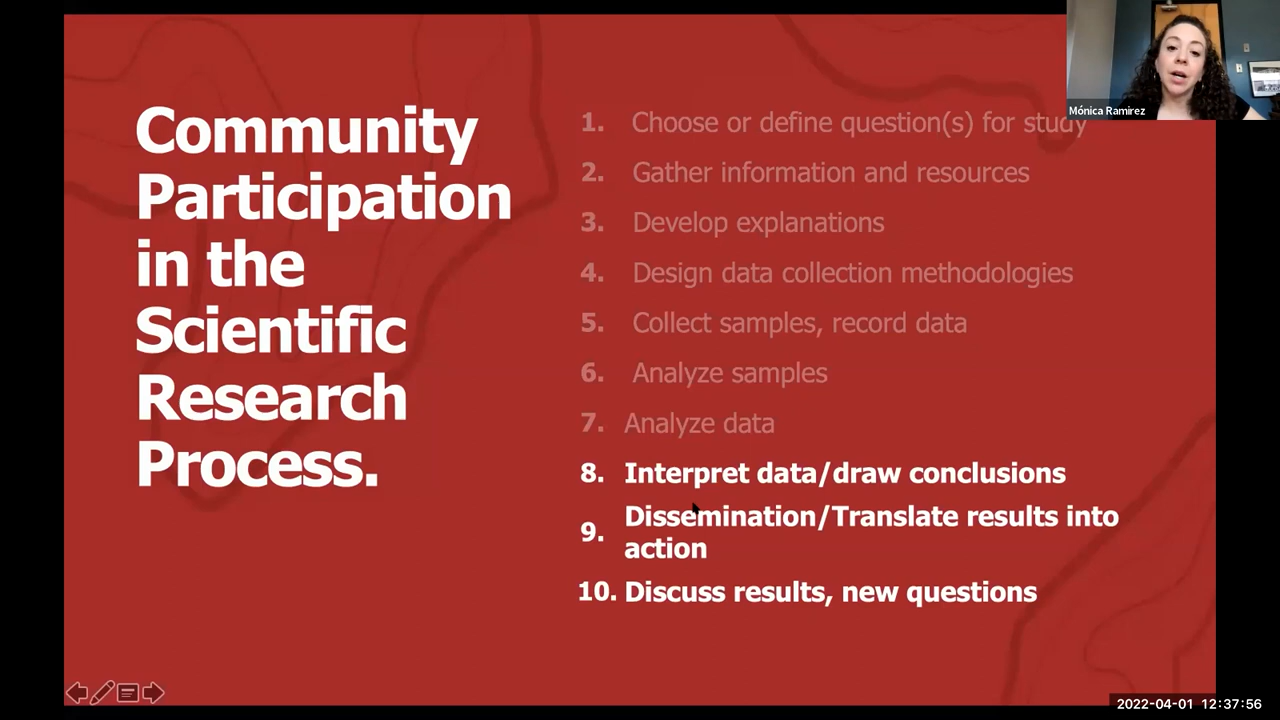 Community
Participation
in the
Scientific
Research
Process.
1. Choose or define question(s) for study
2. Gather information and resources
3. Develop explanations
4. Design data collection methodologies
5. Collect samples, record data
6. Analyze samples
7. Analyze data
8. Interpret data/draw conclusions
9. Dissemination/Translate results into
action
10. Discuss results, new questions
Mónica Ramirez
2022-04-01 12:37:56